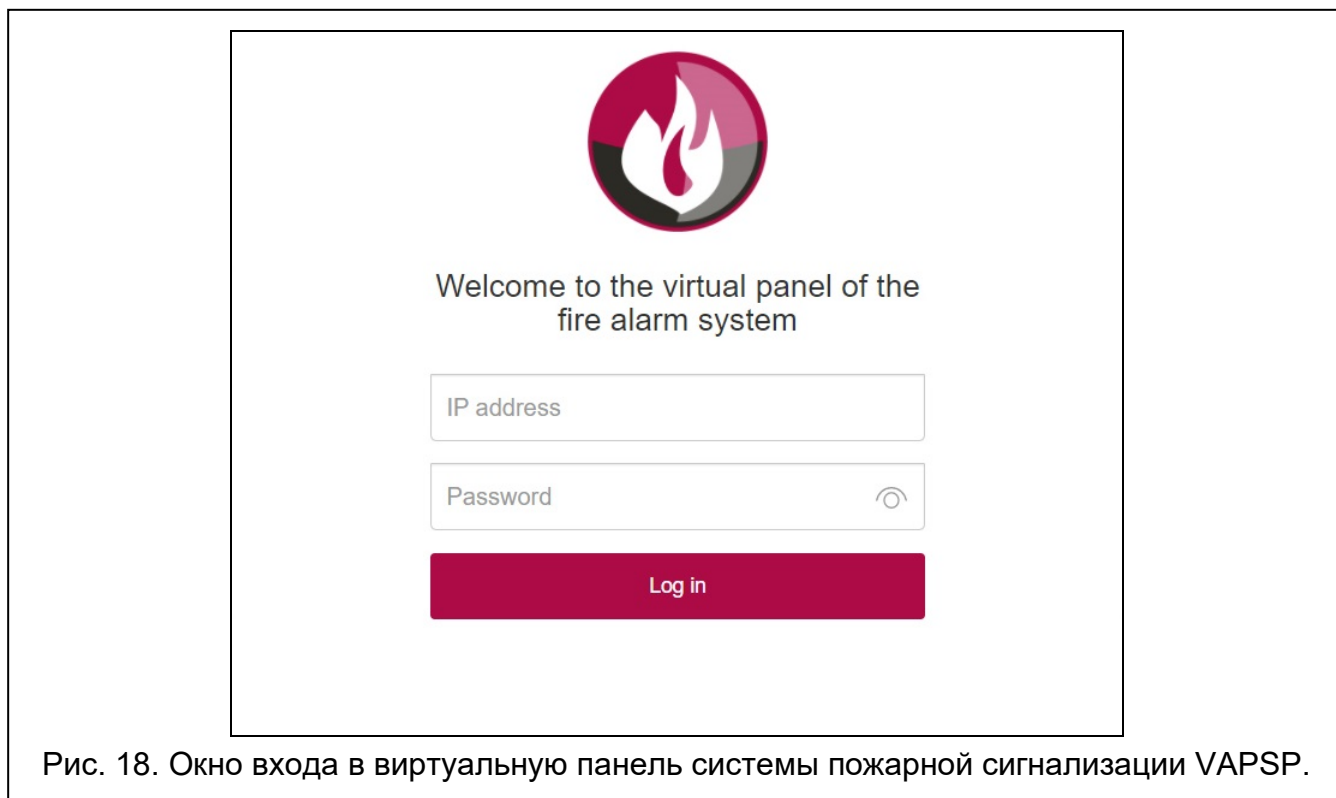 Welcome to the virtual panel of the
fire alarm system
IP address
Password
Log in
Рис. 18. Окно входа в виртуальную панель системы пожарной сигнализации VAPSP.